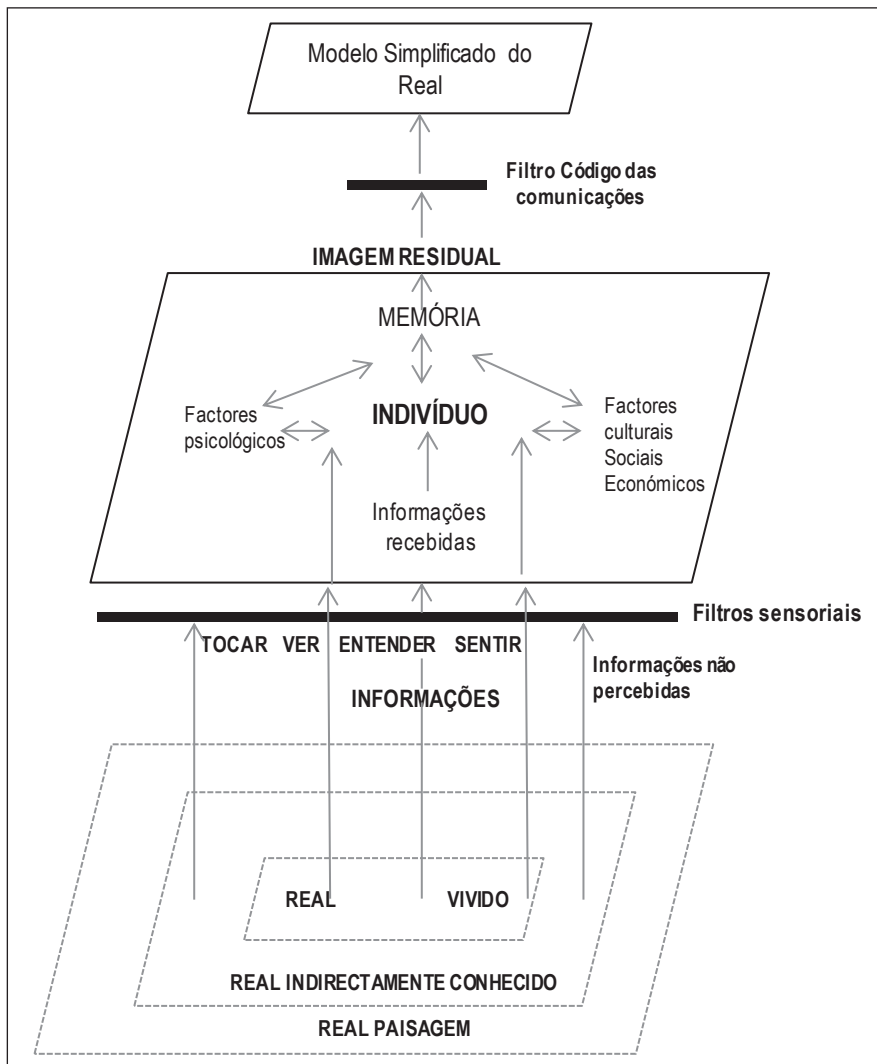 Modelo Simplificado do
Real
Filtro Código das
comunicações
IMAGEM RESIDUAL
MEMÓRIA
Factores
psicológicos
INDIVÍDUO
Factores
culturais
Sociais
Económicos
Informações
recebidas
Filtros sensoriais
TOCAR VER ENTENDER SENTIR
Informações não
percebidas
INFORMAÇÕES
REAL VIVIDO
REAL INDIRECTAMENTE CONHECIDO
REAL PAISAGEM